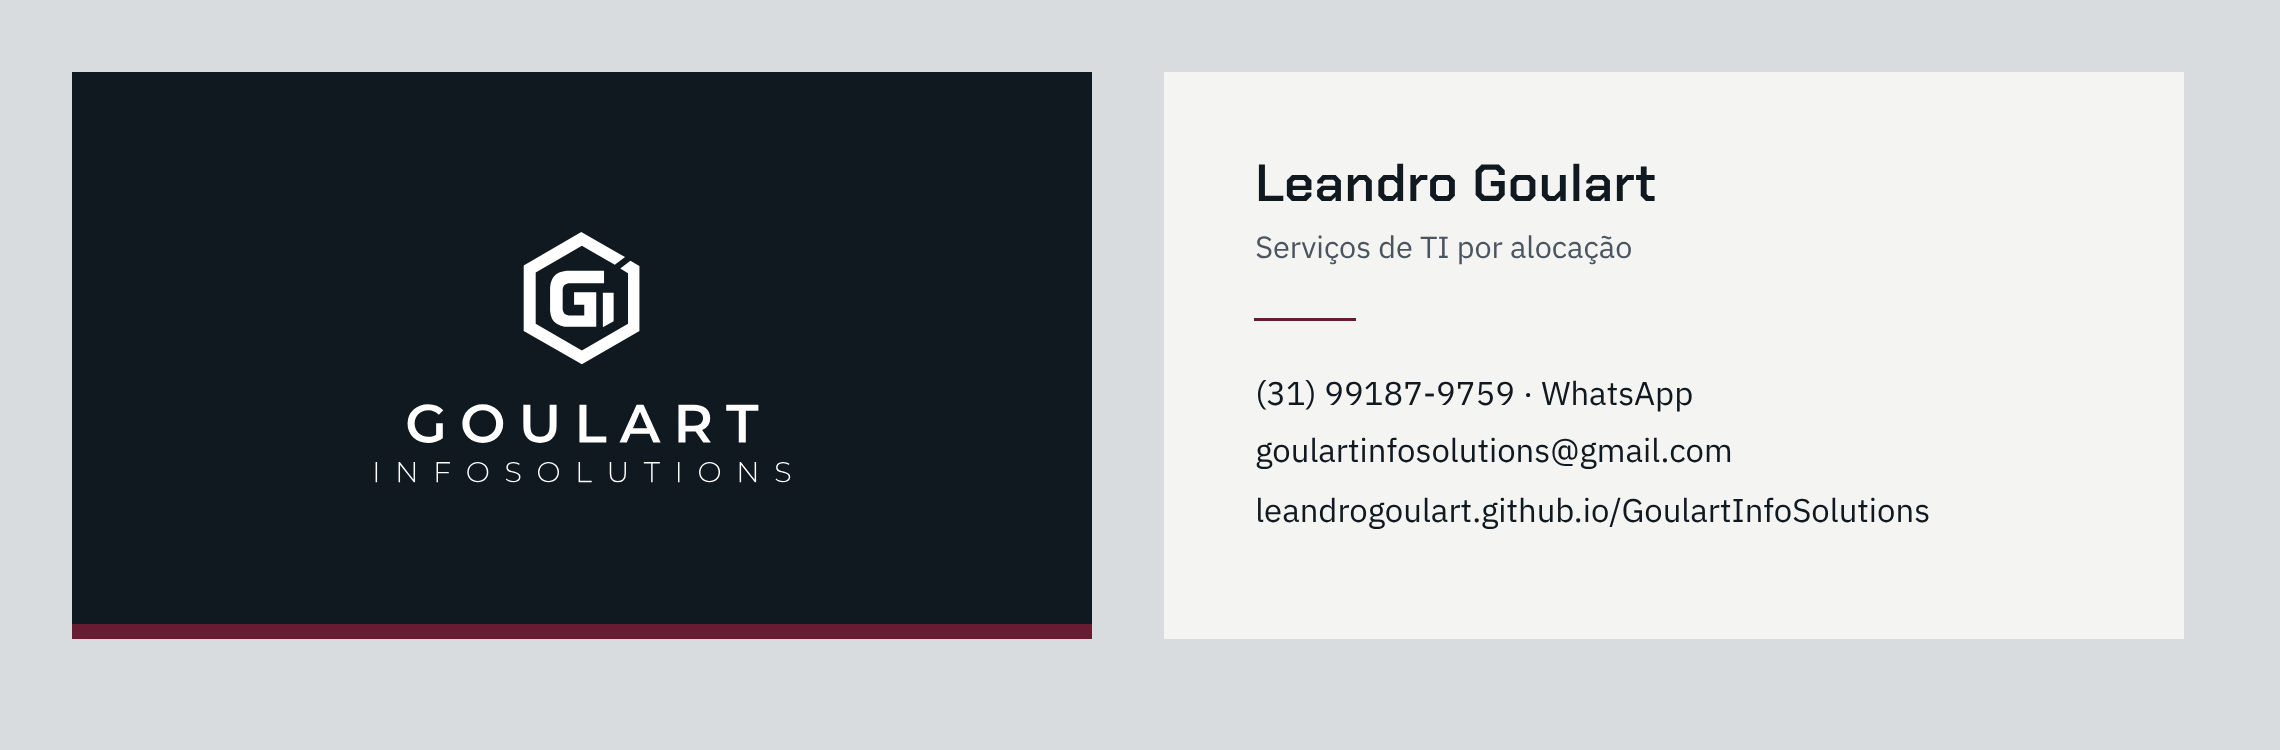 GI
GOULART
INFOSOLUTIONS
Leandro Goulart
Serviços de TI por alocação
(31) 99187-9759 · WhatsApp
goulartinfosolutions@gmail.com
leandrogoulart.github.io/GoulartInfoSolutions